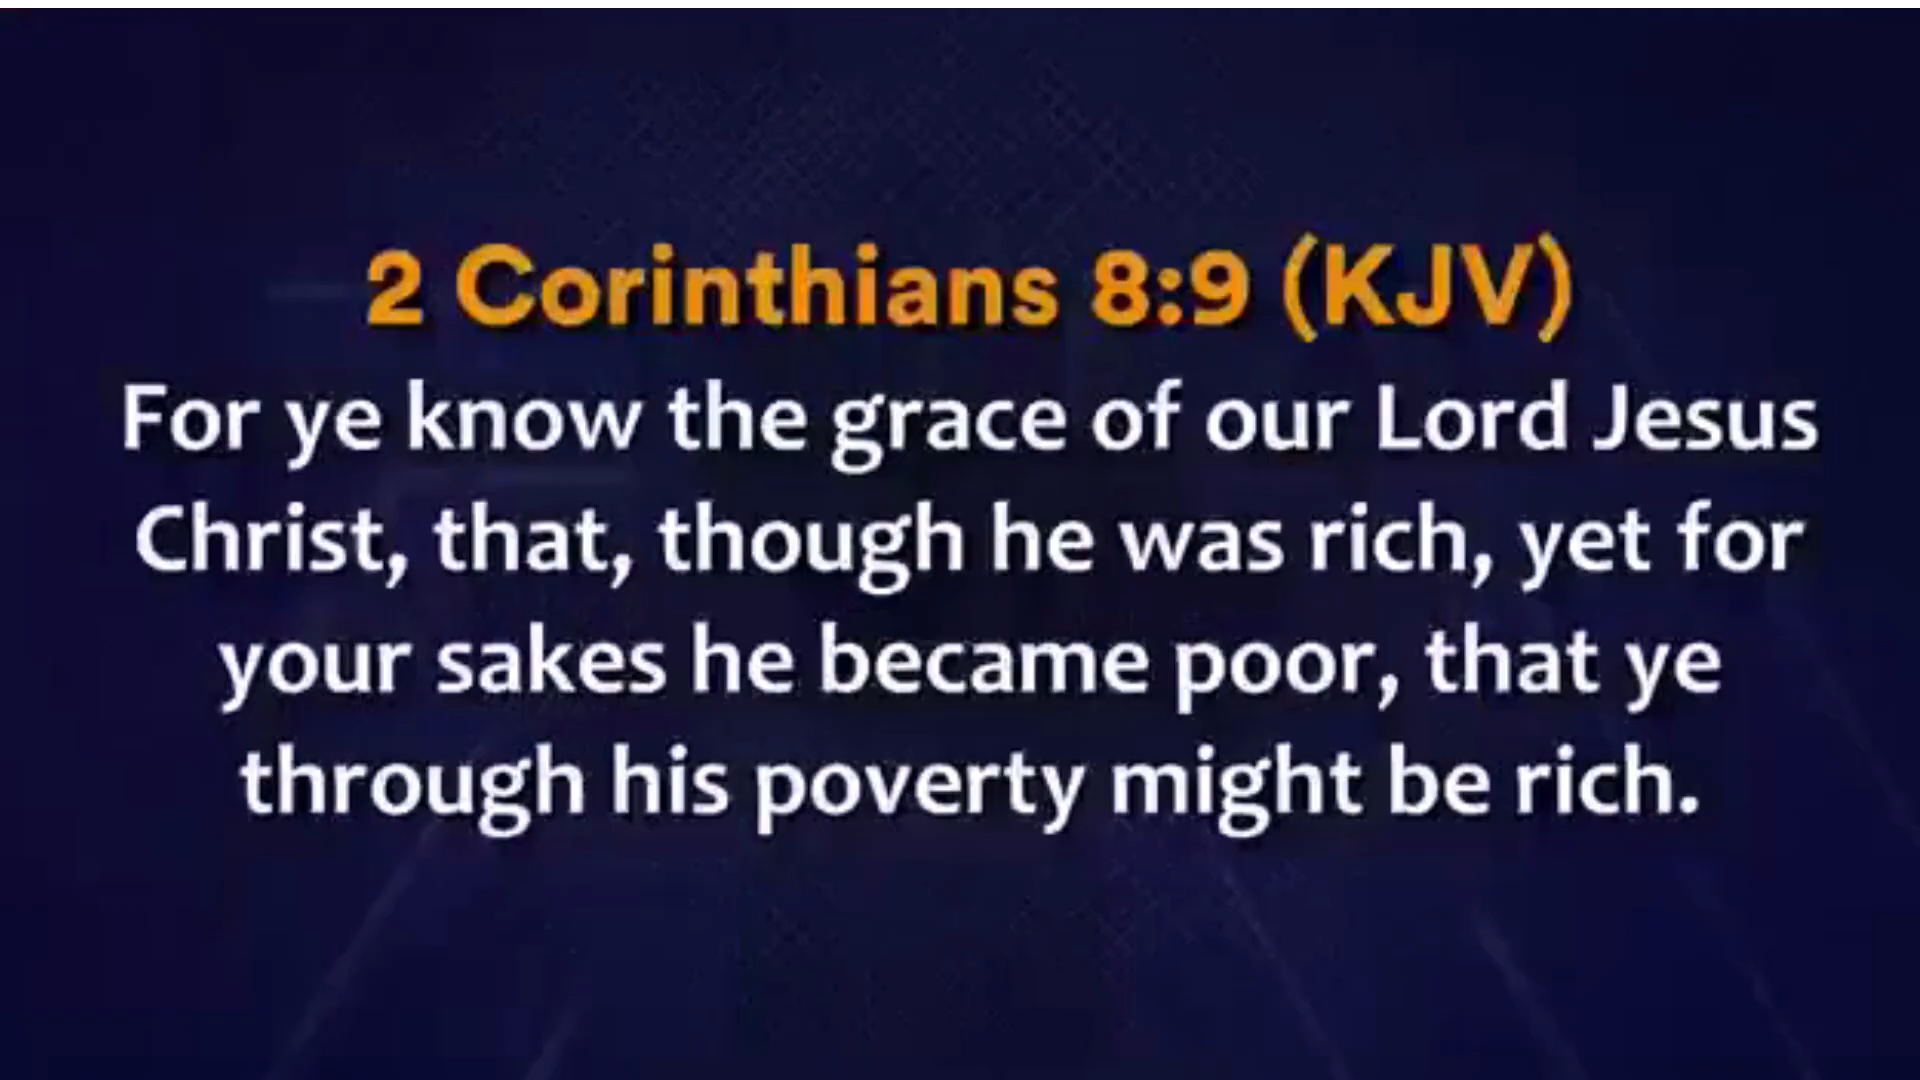 2 Corinthians 8:9 (KJV)
For ye know the grace of our Lord Jesus
Christ, that, though he was rich, yet for
your sakes he became poor, that ye
through his poverty might be rich.